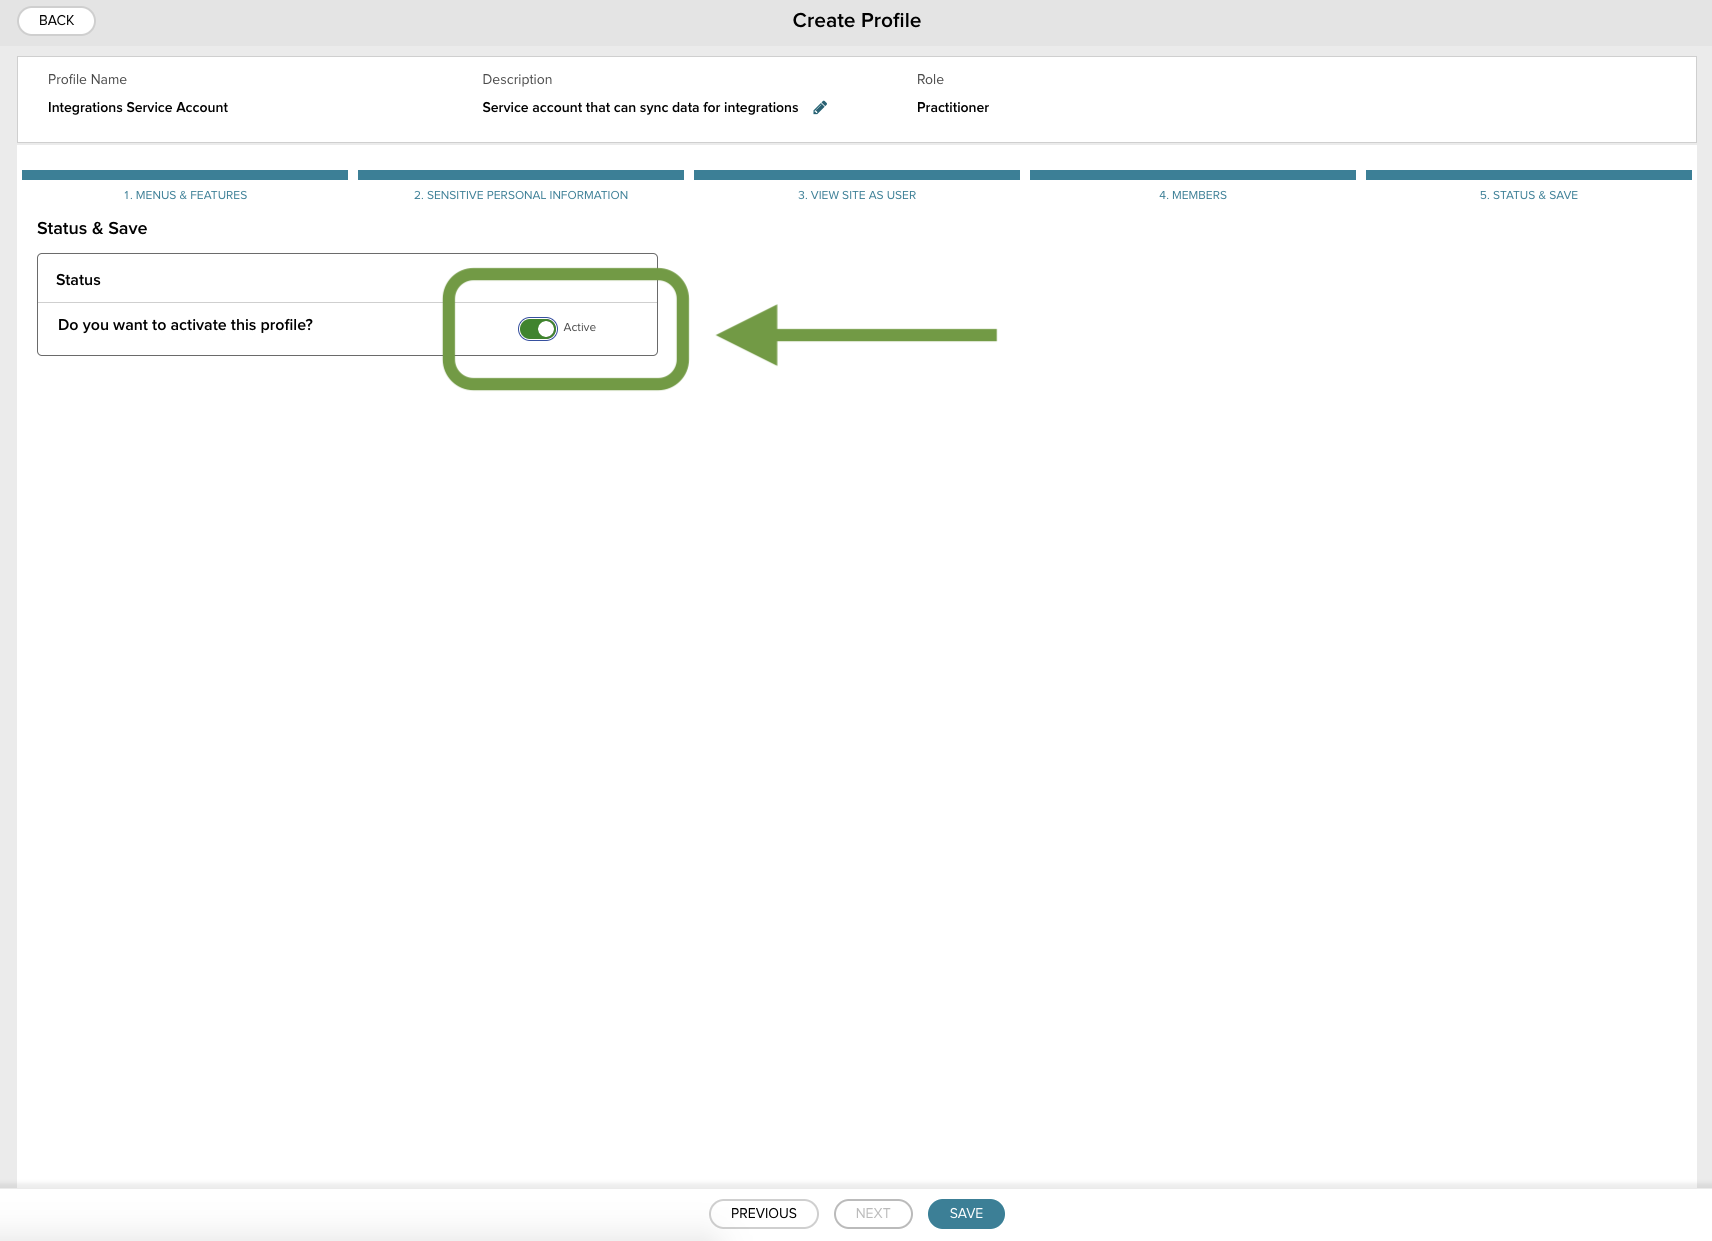 BACK
Create Profile
Profile Name
Description
Role
Integrations Service Account
Service account that can sync data for integrations
Practitioner
1. MENUS & FEATURES
2. SENSITIVE PERSONAL INFORMATION
3. VIEW SITE AS USER
4. MEMBERS
5. STATUS & SAVE
Status & Save
Status
Do you want to activate this profile?
Active
PREVIOUS
NEXT
SAVE